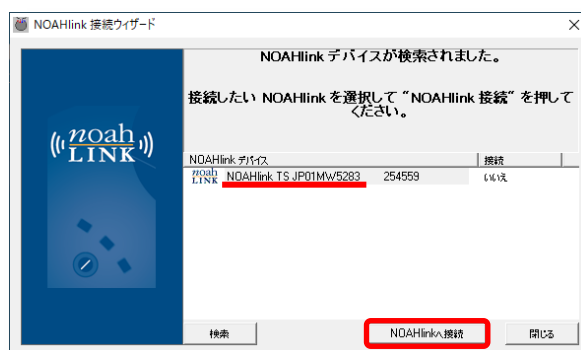 NOAHlink 接続ウィザード
NOAHlink デバイスが検索されました。
接続したい NOAHlink を選択して "NOAHlink 接続" を押して
ください。
noah
LINK
NOAHlink デバイス 接続
noah
LINK NOAHlink TS JP01MW5283 254559 いいえ
検索 NOAHlinkへ接続 閉じる